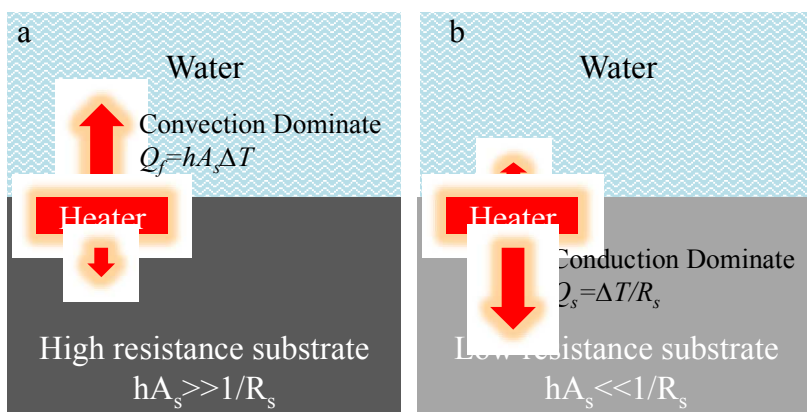 a
Water
Convection Dominate
Q_f=hA_sΔT
Heater
High resistance substrate
hA_s>>1/R_s
b
Water
Heater
Conduction Dominate
Q_s=ΔT/R_s
Low resistance substrate
hA_s<<1/R_s